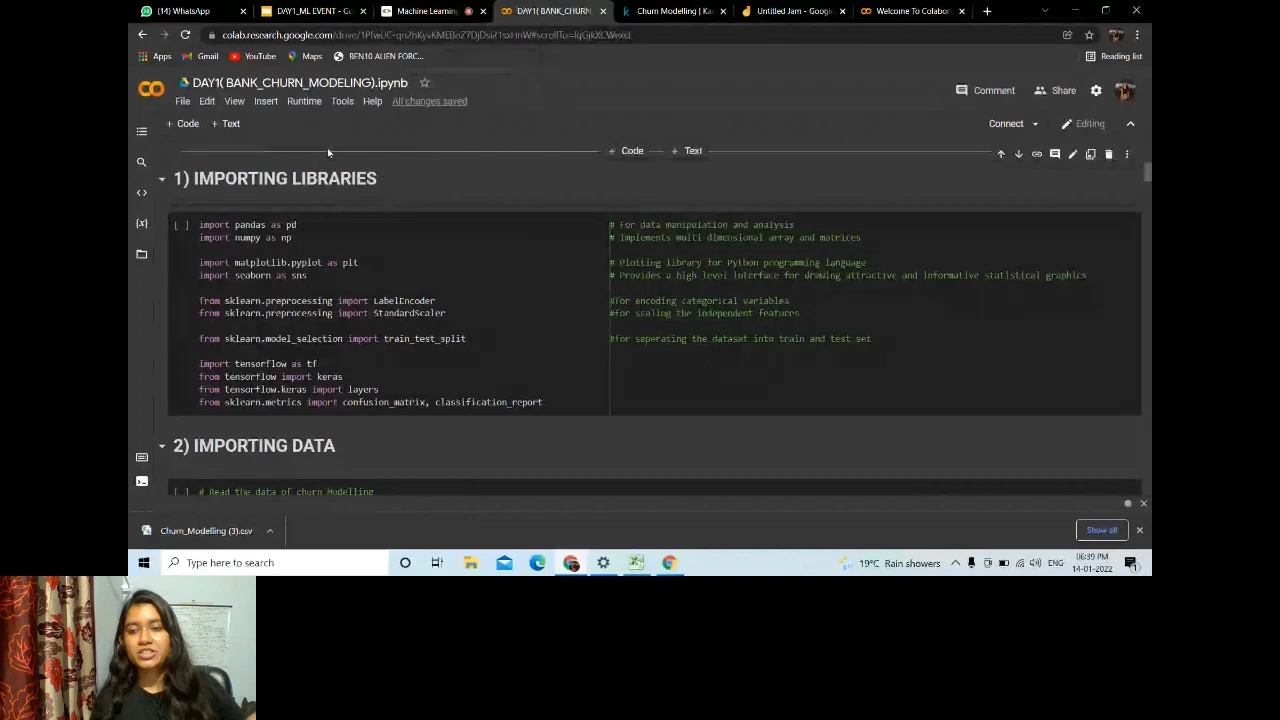 (14) WhatsApp
DAY1_ML EVENT - G
Machine Learning
DAY1( BANK_CHURN_
Churn Modelling | Ka
Untitled Jam - Google
Welcome To Colabor
colab.research.google.com/drive/
Apps
Gmail
YouTube
Maps
BEN10 ALIEN FORC...
Reading list
DAY1( BANK_CHURN_MODELING).ipynb
File Edit View Insert Runtime Tools Help All changes saved
Comment
Share
+ Code + Text
Connect
Editing
+ Code + Text
1) IMPORTING LIBRARIES
[ ] import pandas as pd # For data manipulation and analysis
import numpy as np # Implements multi dimensional array and matrices
import matplotlib.pyplot as plt # Plotting library for Python programming language
import seaborn as sns # Provides a high level interface for drawing attractive and informative statistical graphics
from sklearn.preprocessing import LabelEncoder #for encoding categorical variables
from sklearn.preprocessing import StandardScaler #for scaling the independent features
from sklearn.model_selection import train_test_split #for seperating the dataset into train and test set
import tensorflow as tf
from tensorflow import keras
from tensorflow.keras import layers
from sklearn.metrics import confusion_matrix, classification_report
2) IMPORTING DATA
[ ] # Read the data of churn Modelling
Churn_Modelling (3).csv
Show all
Type here to search
19°C Rain showers
ENG
06:39 PM
14-01-2022